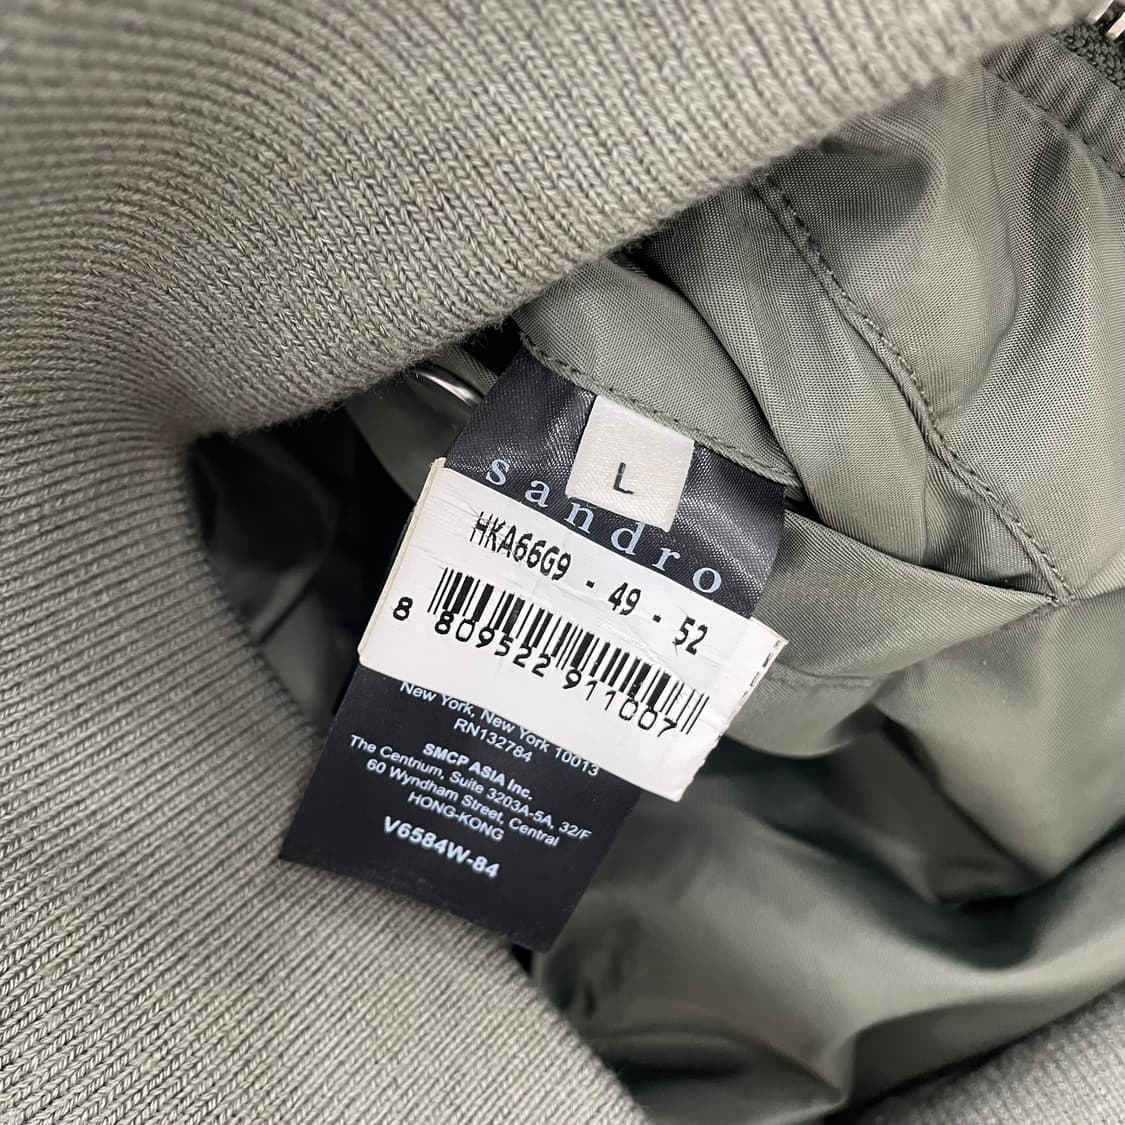 L
sandro
HKA66G9 - 49 - 52
8 809522 911007
New York, New York 10013
RN132784
SMCP ASIA Inc.
The Centrium, Suite 3203A-5A, 32/F
60 Wyndham Street, Central
HONG-KONG
V6584W-84